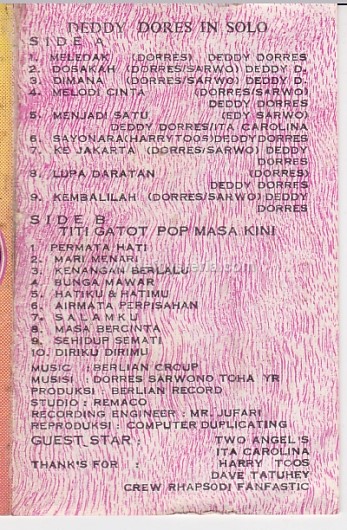 DEDDY DORES IN SOLO
SIDE A
1. MELEDAK (DORRES) DEDDY DORRES
2. DOSAKAH (DORRES/SARWO) DEDDY D.
3. DIMANA (DORRES/SARWO) DEDDY D.
4. MELODI CINTA (DORRES/SARWO)
DEDDY DORRES
5. MENJADI SATU (EDY SARWO)
DEDDY DORRES/ITA CAROLINA
6. SAYONARA (HARRY TOOS) DEDDY DORRES
7. KE JAKARTA (DORRES/SARWO) DEDDY
DORRES
8. LUPA DARATAN (DORRES)
DEDDY DORRES
9. KEMBALILAH (DORRES/SARWO) DEDDY
DORRES
SIDE B
TITI GATOT POP MASA KINI
1. PERMATA HATI
2. MARI MENARI
3. KENANGAN BERLALU
4. BUNGA MAWAR
5. HATIKU & HATIMU
6. AIRMATA PERPISAHAN
7. SALAMKU
8. MASA BERCINTA
9. SEHIDUP SEMATI
10. DIRIKU DIRIMU
MUSIC : BERLIAN CROUP
MUSISI : DORRES SARWONO TOHA YR
PRODUKSI : BERLIAN RECORD
STUDIO : REMACO
RECORDING ENGINEER : MR. JUFARI
REPRODUKSI : COMPUTER DUPLICATING
GUEST STAR : TWO ANGEL'S
ITA CAROLINA
THANK'S FOR : HARRY TOOS
DAVE TATUHEY
CREW RHAPSODI FANFASTIC